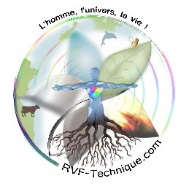 L'homme, l'univers, la vie !
RVF-Technique.com